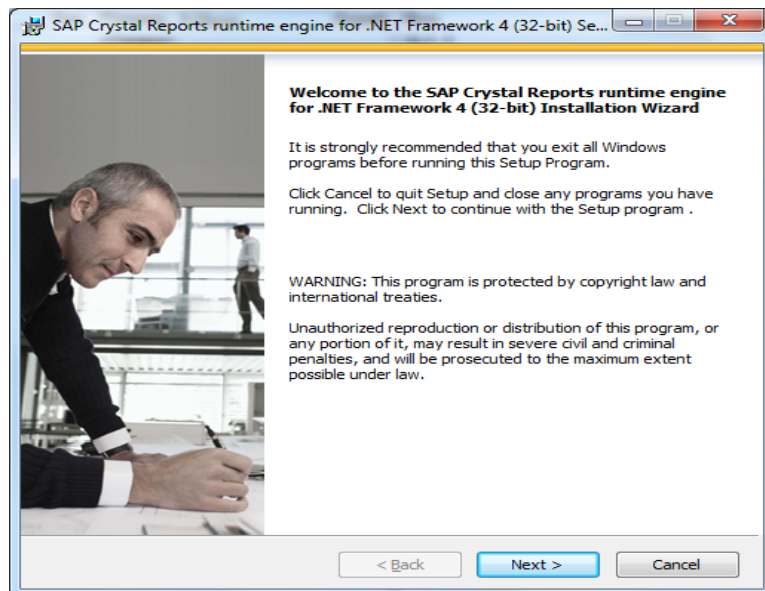 SAP Crystal Reports runtime engine for .NET Framework 4 (32-bit) Se...
Welcome to the SAP Crystal Reports runtime engine
for .NET Framework 4 (32-bit) Installation Wizard
It is strongly recommended that you exit all Windows
programs before running this Setup Program.
Click Cancel to quit Setup and close any programs you have
running.  Click Next to continue with the Setup program .
WARNING: This program is protected by copyright law and
international treaties.
Unauthorized reproduction or distribution of this program, or
any portion of it, may result in severe civil and criminal
penalties, and will be prosecuted to the maximum extent
possible under law.
< Back
Next >
Cancel